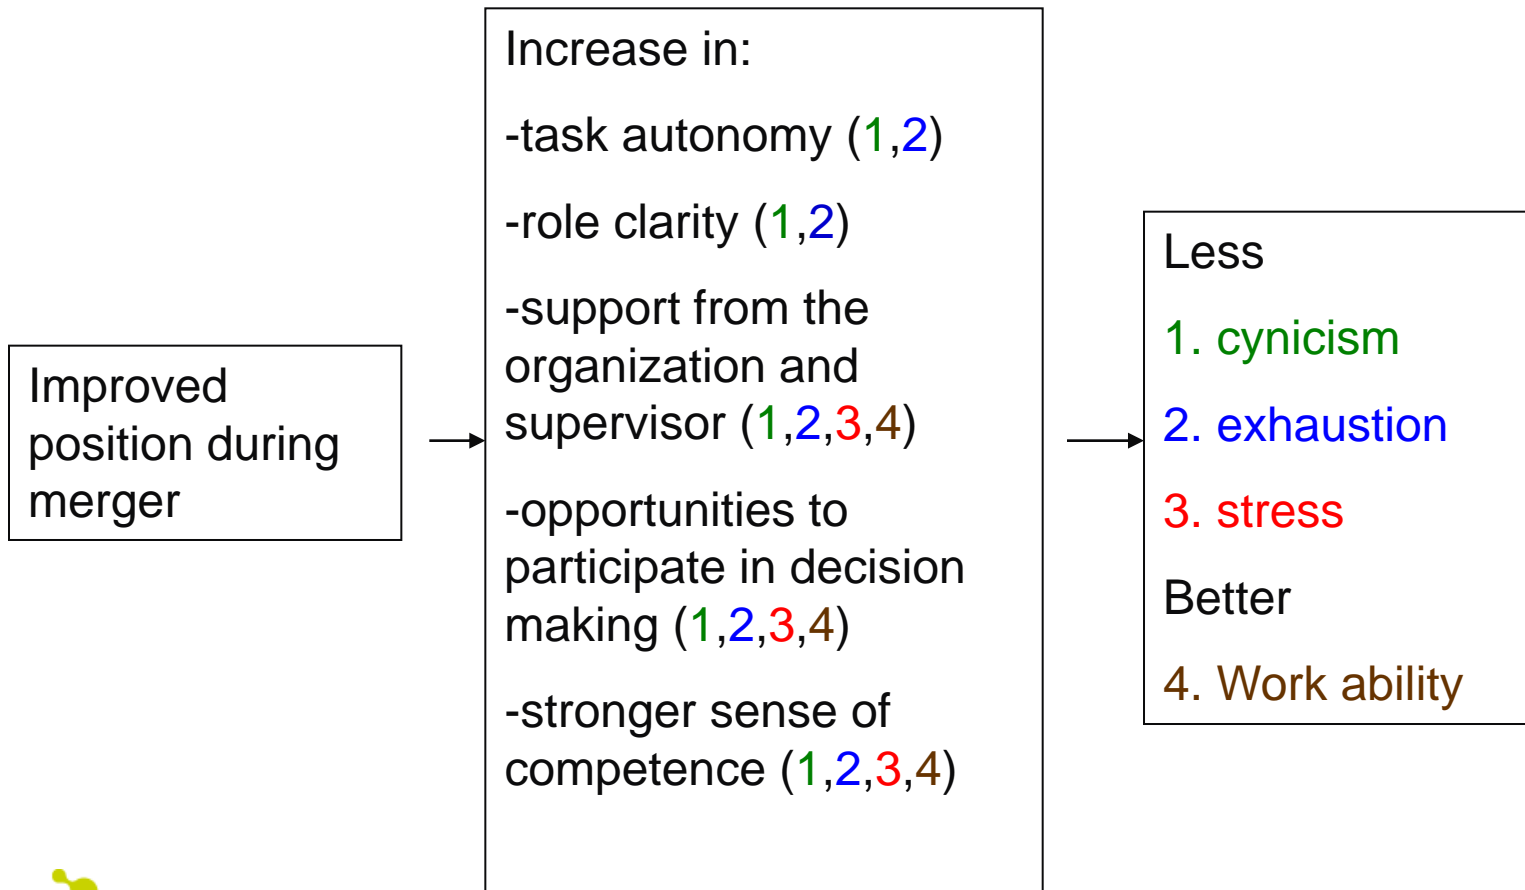 Improved
position during
merger
Increase in:
-task autonomy (1,2)
-role clarity (1,2)
-support from the
organization and
supervisor (1,2,3,4)
-opportunities to
participate in decision
making (1,2,3,4)
-stronger sense of
competence (1,2,3,4)
Less
1. cynicism
2. exhaustion
3. stress
Better
4. Work ability